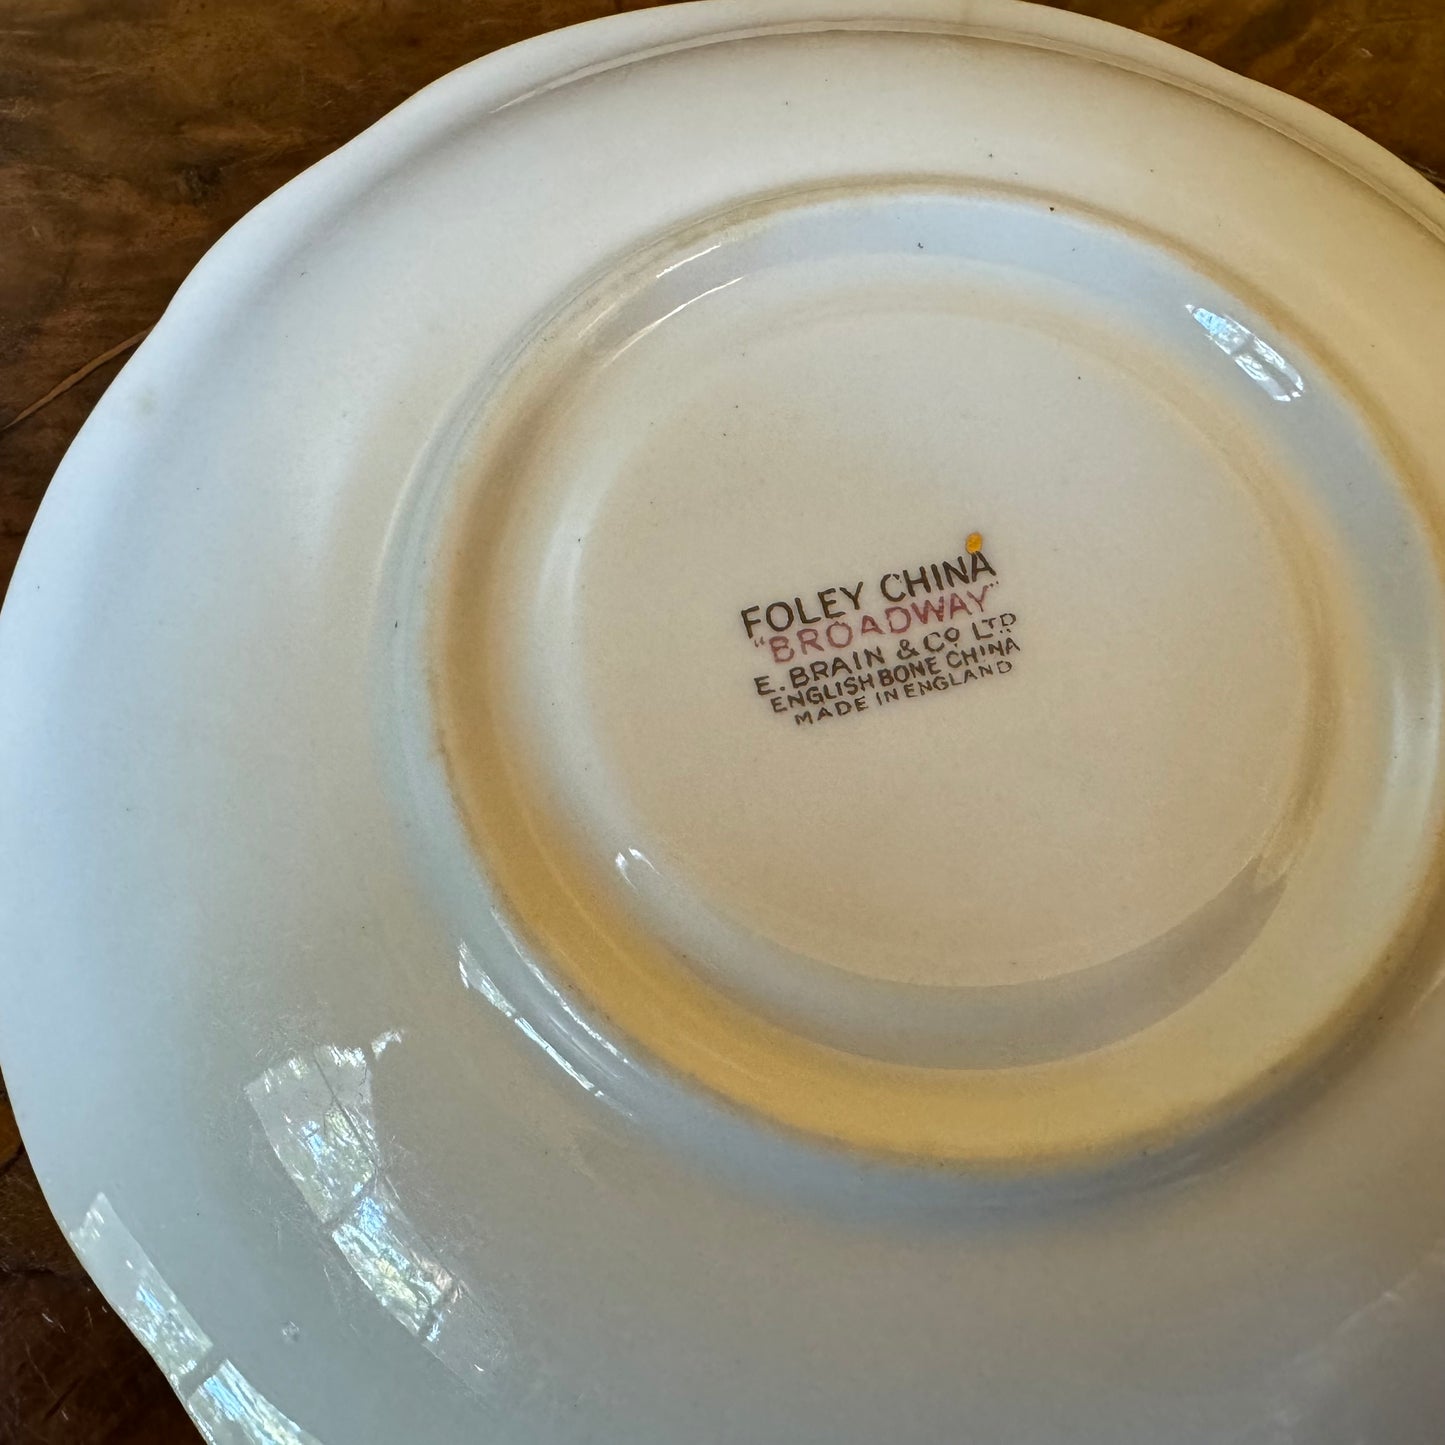 FOLEY CHINA
"BROADWAY"
E. BRAIN & Co LTD
ENGLISH BONE CHINA
MADE IN ENGLAND